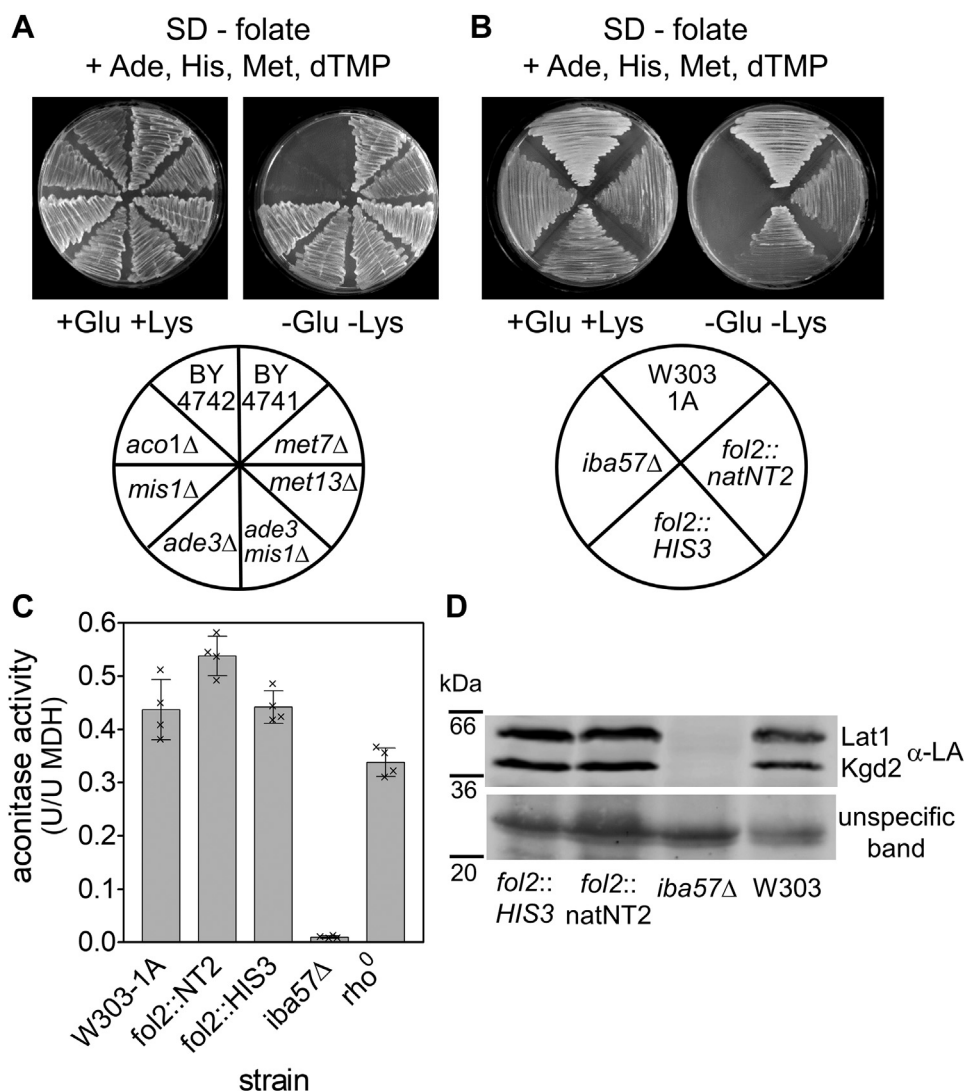 A
SD - folate
+ Ade, His, Met, dTMP
+Glu +Lys
-Glu -Lys
BY
4742
BY
4741
aco1Δ
met7Δ
mis1Δ
met13Δ
ade3Δ
ade3
mis1Δ
B
SD - folate
+ Ade, His, Met, dTMP
+Glu +Lys
-Glu -Lys
W303
1A
iba57Δ
fol2::
natNT2
fol2::
HIS3
C
aconitase activity
(U/U MDH)
0.6
0.5
0.4
0.3
0.2
0.1
0.0
W303-1A
fol2::NT2
fol2::HIS3
iba57Δ
rho⁰
strain
D
kDa
66
36
20
Lat1
Kgd2
α-LA
unspecific
band
fol2::
HIS3
fol2::
natNT2
iba57Δ
W303